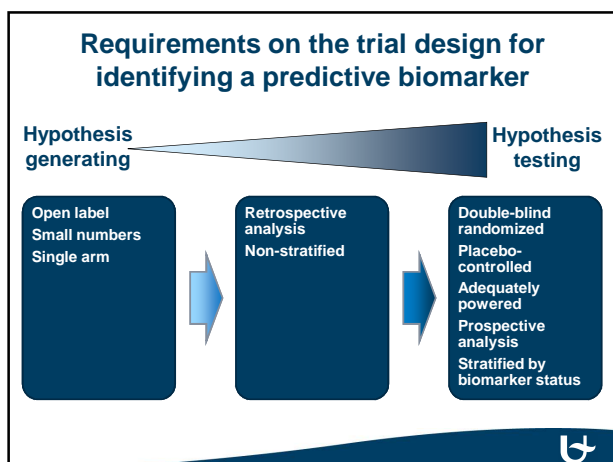 Requirements on the trial design for
identifying a predictive biomarker
Hypothesis
generating
Hypothesis
testing
Open label
Small numbers
Single arm
Retrospective
analysis
Non-stratified
Double-blind
randomized
Placebo-
controlled
Adequately
powered
Prospective
analysis
Stratified by
biomarker status